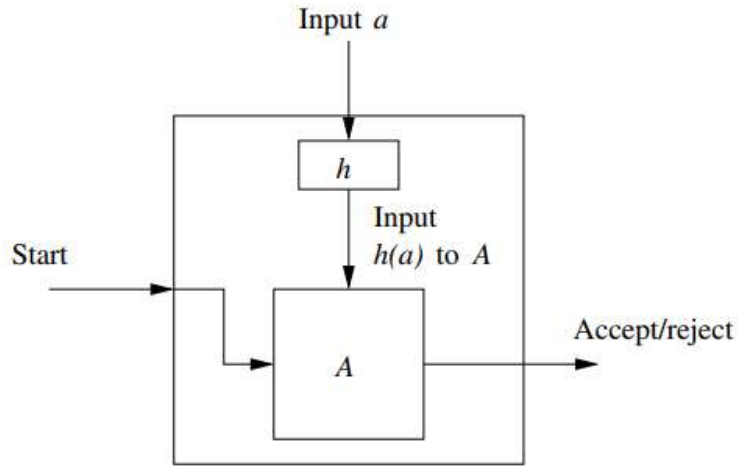 Input a
h
Input
h(a) to A
Start
Accept/reject
A